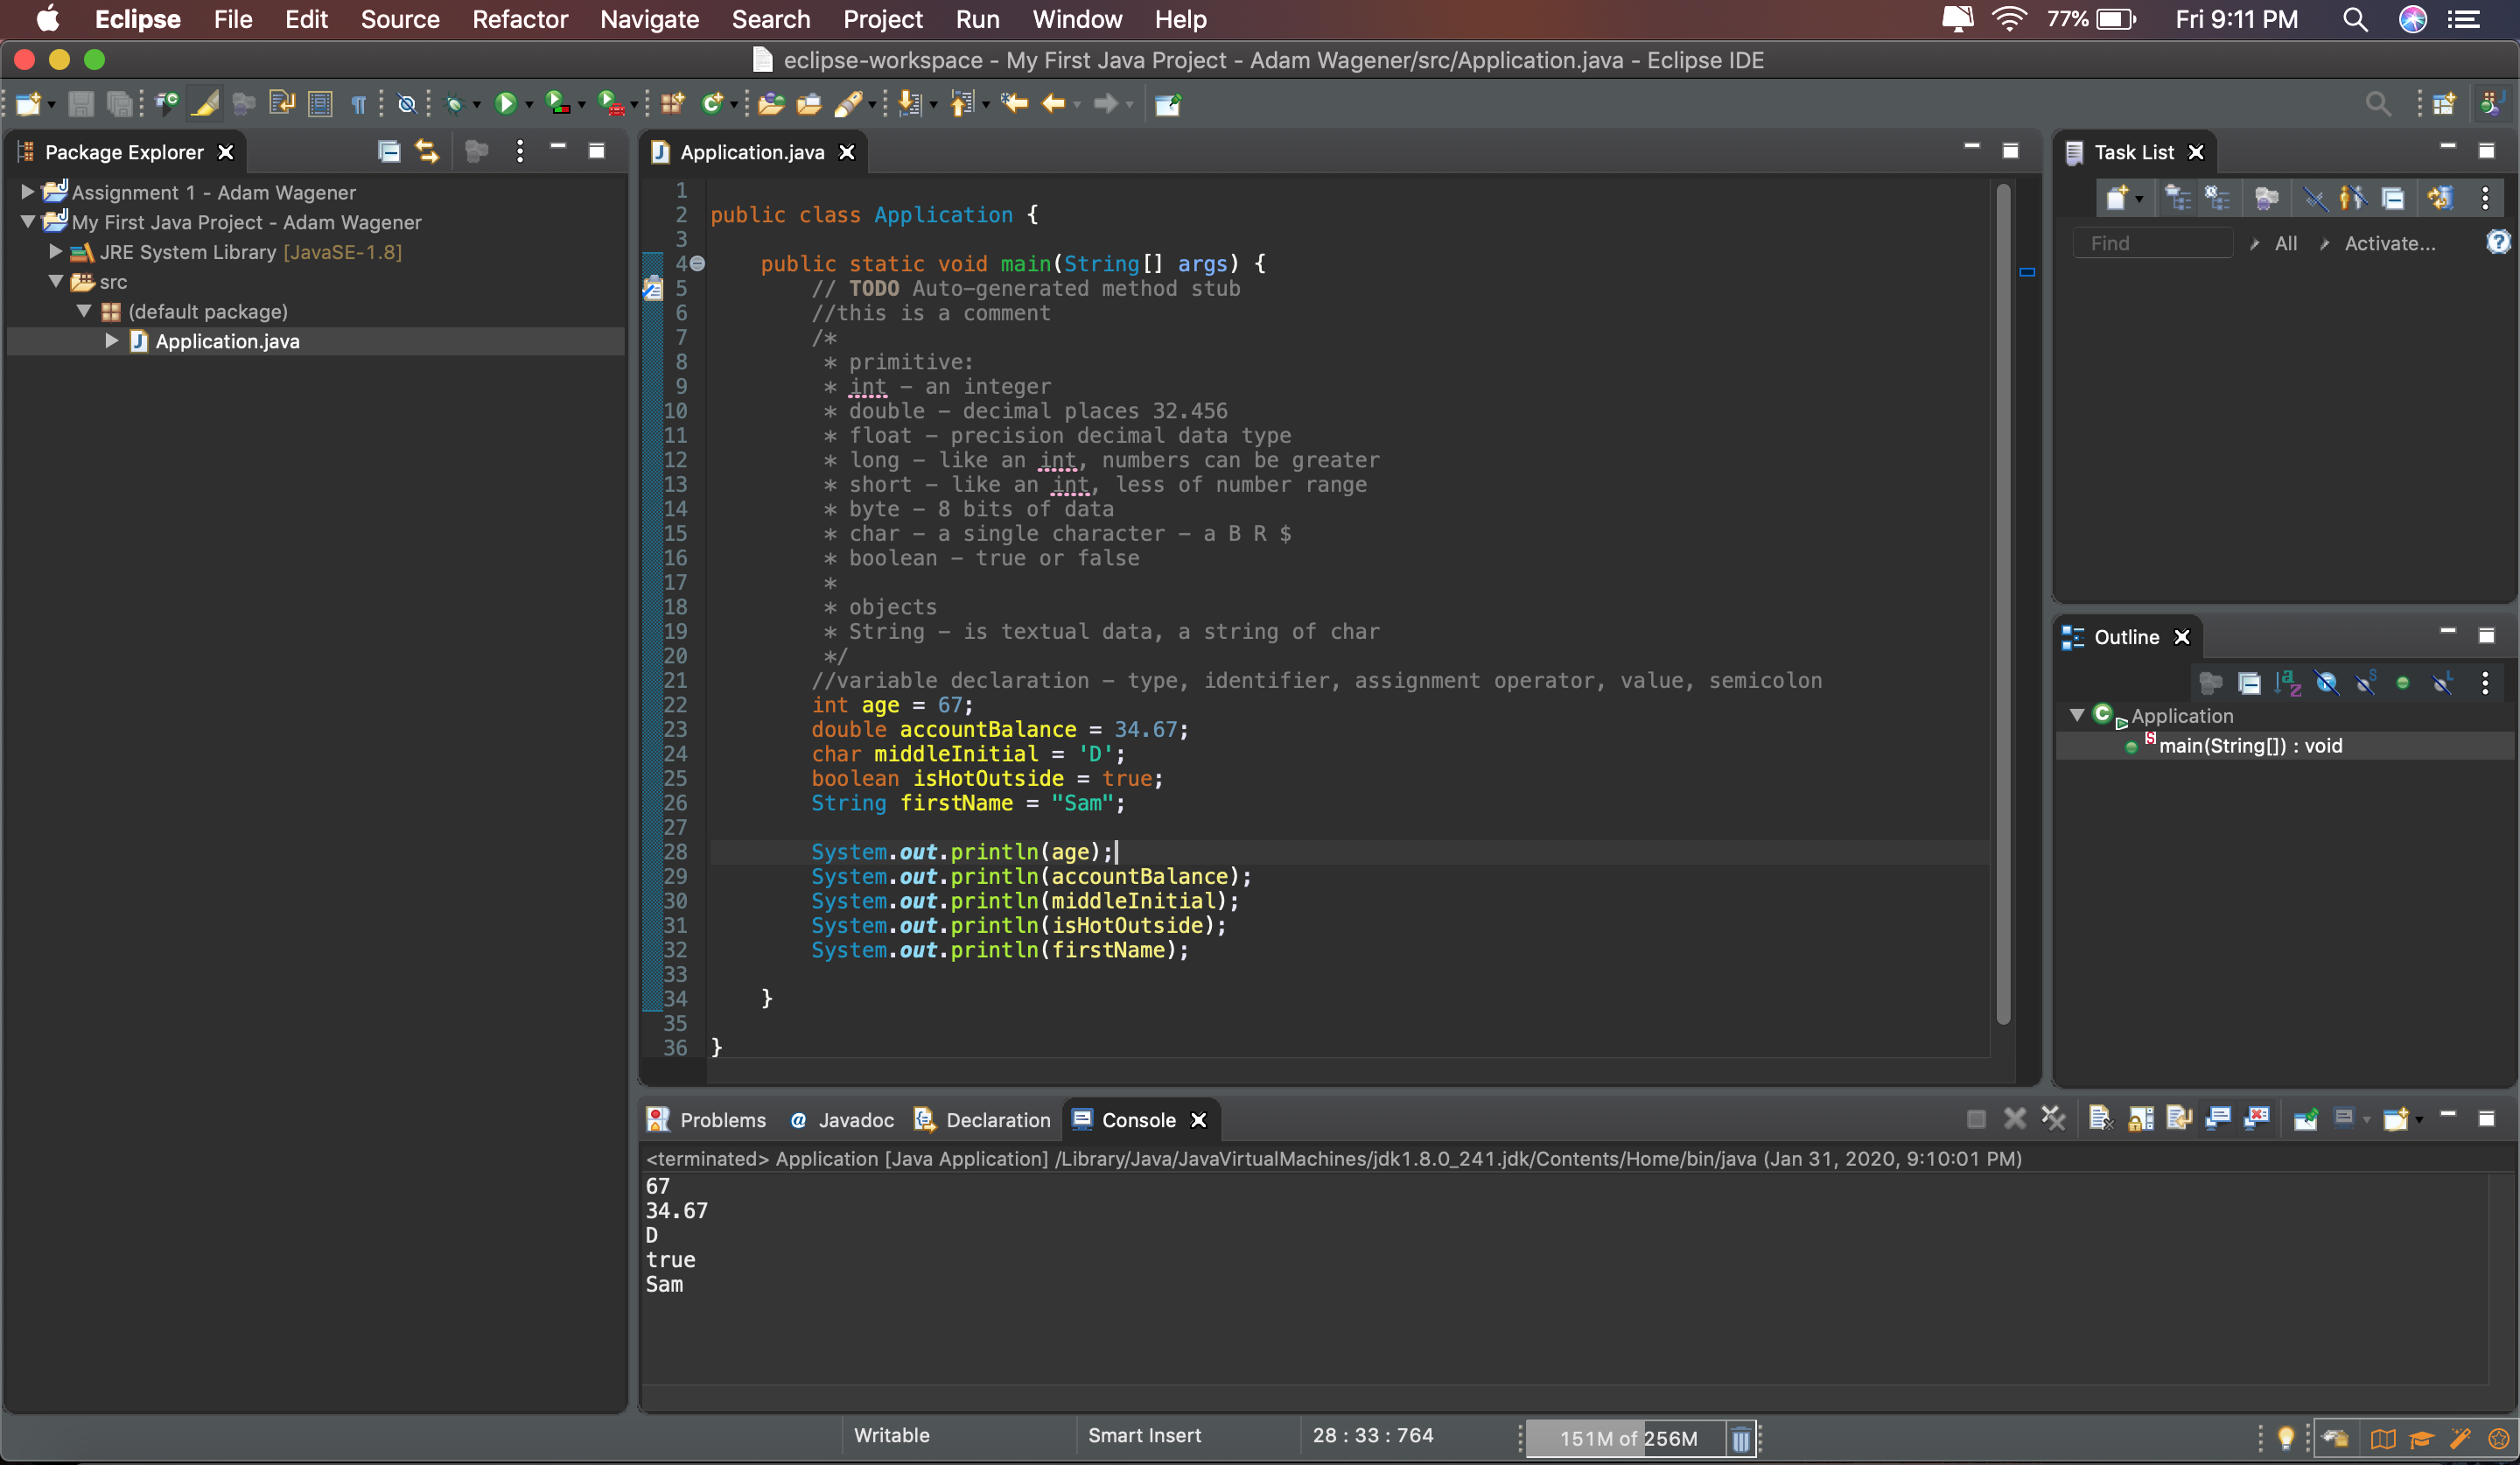 Eclipse File Edit Source Refactor Navigate Search Project Run Window Help 77% Fri 9:11 PM
eclipse-workspace - My First Java Project - Adam Wagener/src/Application.java - Eclipse IDE
Package Explorer
Assignment 1 - Adam Wagener
My First Java Project - Adam Wagener
JRE System Library [JavaSE-1.8]
src
(default package)
Application.java
Application.java
1
2 public class Application {
3
4 public static void main(String[] args) {
5 // TODO Auto-generated method stub
6 //this is a comment
7 /*
8 * primitive:
9 * int - an integer
10 * double - decimal places 32.456
11 * float - precision decimal data type
12 * long - like an int, numbers can be greater
13 * short - like an int, less of number range
14 * byte - 8 bits of data
15 * char - a single character - a B R $
16 * boolean - true or false
17 *
18 * objects
19 * String - is textual data, a string of char
20 */
21 //variable declaration - type, identifier, assignment operator, value, semicolon
22 int age = 67;
23 double accountBalance = 34.67;
24 char middleInitial = 'D';
25 boolean isHotOutside = true;
26 String firstName = "Sam";
27
28 System.out.println(age);
29 System.out.println(accountBalance);
30 System.out.println(middleInitial);
31 System.out.println(isHotOutside);
32 System.out.println(firstName);
33
34 }
35
36 }
Task List
Find All Activate...
Outline
Application
main(String[]) : void
Problems @ Javadoc Declaration Console
<terminated> Application [Java Application] /Library/Java/JavaVirtualMachines/jdk1.8.0_241.jdk/Contents/Home/bin/java (Jan 31, 2020, 9:10:01 PM)
67
34.67
D
true
Sam
Writable Smart Insert 28 : 33 : 764 151M of 256M